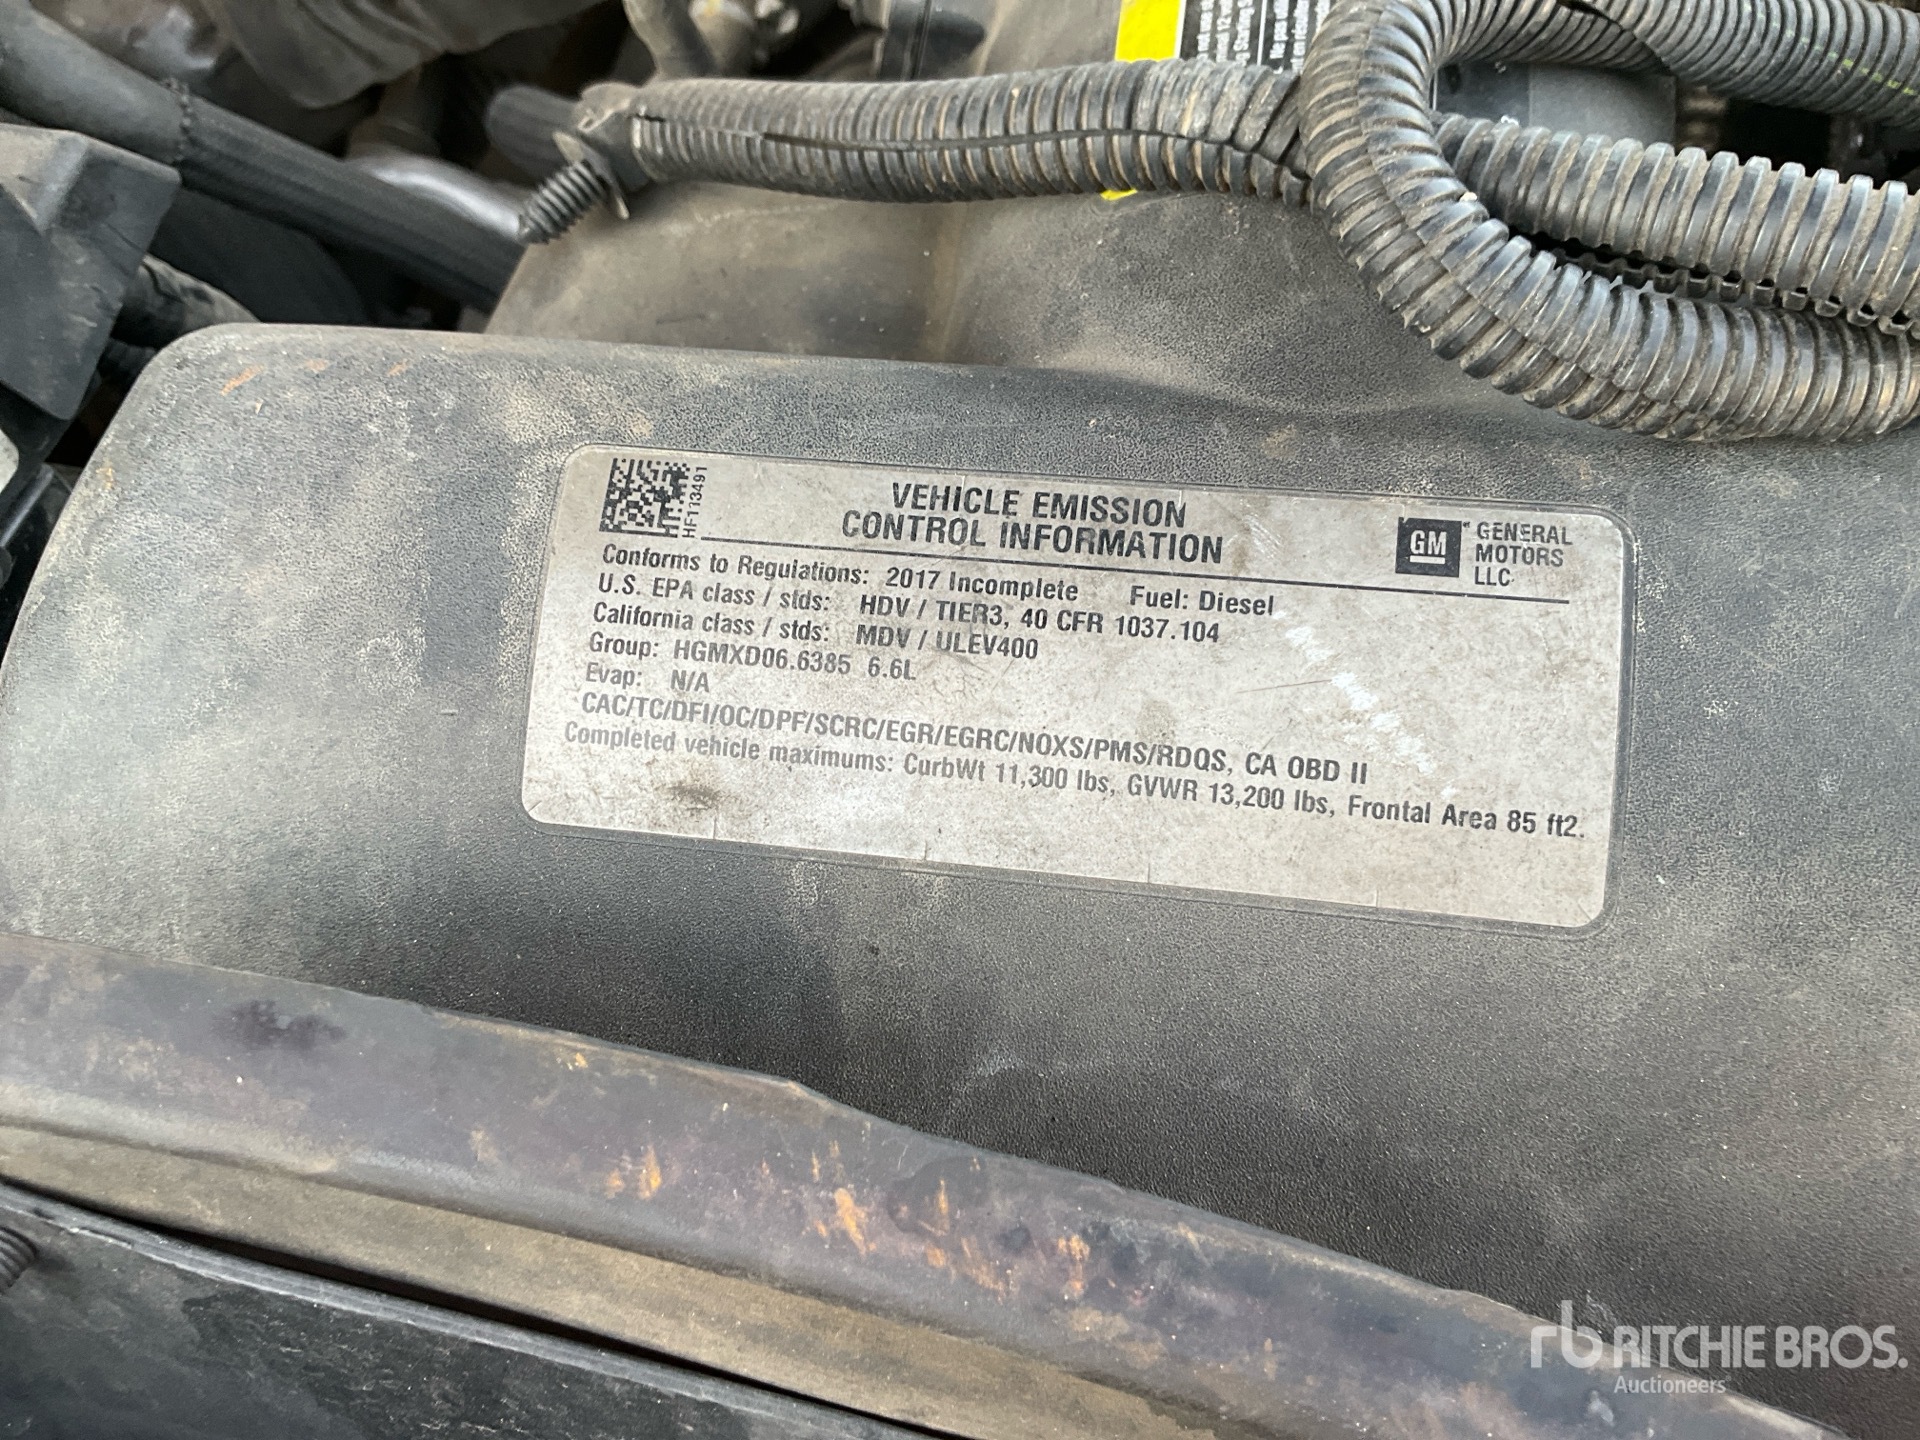 HF113491
VEHICLE EMISSION
CONTROL INFORMATION
GM
GENERAL
MOTORS
LLC
Conforms to Regulations: 2017 Incomplete Fuel: Diesel
U.S. EPA class / stds: HDV / TIER3, 40 CFR 1037.104
California class / stds: MDV / ULEV400
Group: HGMXD06.6385 6.6L
Evap: N/A
CAC/TC/DFI/OC/DPF/SCRC/EGR/EGRC/NOXS/PMS/RDQS, CA OBD II
Completed vehicle maximums: CurbWt 11,300 lbs, GVWR 13,200 lbs, Frontal Area 85 ft2.
rb RITCHIE BROS.
Auctioneers